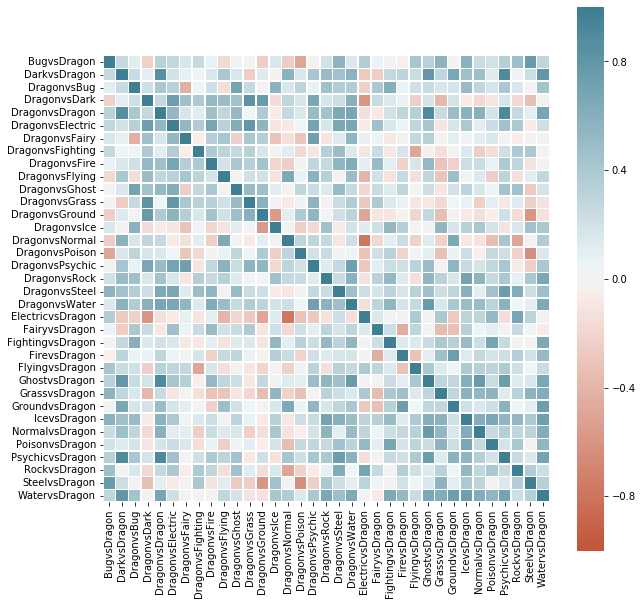 BugvsDragon
DarkvsDragon
DragonvsBug
DragonvsDark
DragonvsDragon
DragonvsElectric
DragonvsFairy
DragonvsFighting
DragonvsFire
DragonvsFlying
DragonvsGhost
DragonvsGrass
DragonvsGround
DragonvsIce
DragonvsNormal
DragonvsPoison
DragonvsPsychic
DragonvsRock
DragonvsSteel
DragonvsWater
ElectricvsDragon
FairyvsDragon
FightingvsDragon
FirevsDragon
FlyingvsDragon
GhostvsDragon
GrassvsDragon
GroundvsDragon
IcevsDragon
NormalvsDragon
PoisonvsDragon
PsychicvsDragon
RockvsDragon
SteelvsDragon
WatervsDragon
BugvsDragon
DarkvsDragon
DragonvsBug
DragonvsDark
DragonvsDragon
DragonvsElectric
DragonvsFairy
DragonvsFighting
DragonvsFire
DragonvsFlying
DragonvsGhost
DragonvsGrass
DragonvsGround
DragonvsIce
DragonvsNormal
DragonvsPoison
DragonvsPsychic
DragonvsRock
DragonvsSteel
DragonvsWater
ElectricvsDragon
FairyvsDragon
FightingvsDragon
FirevsDragon
FlyingvsDragon
GhostvsDragon
GrassvsDragon
GroundvsDragon
IcevsDragon
NormalvsDragon
PoisonvsDragon
PsychicvsDragon
RockvsDragon
SteelvsDragon
WatervsDragon
0.8
0.4
0.0
−0.4
−0.8